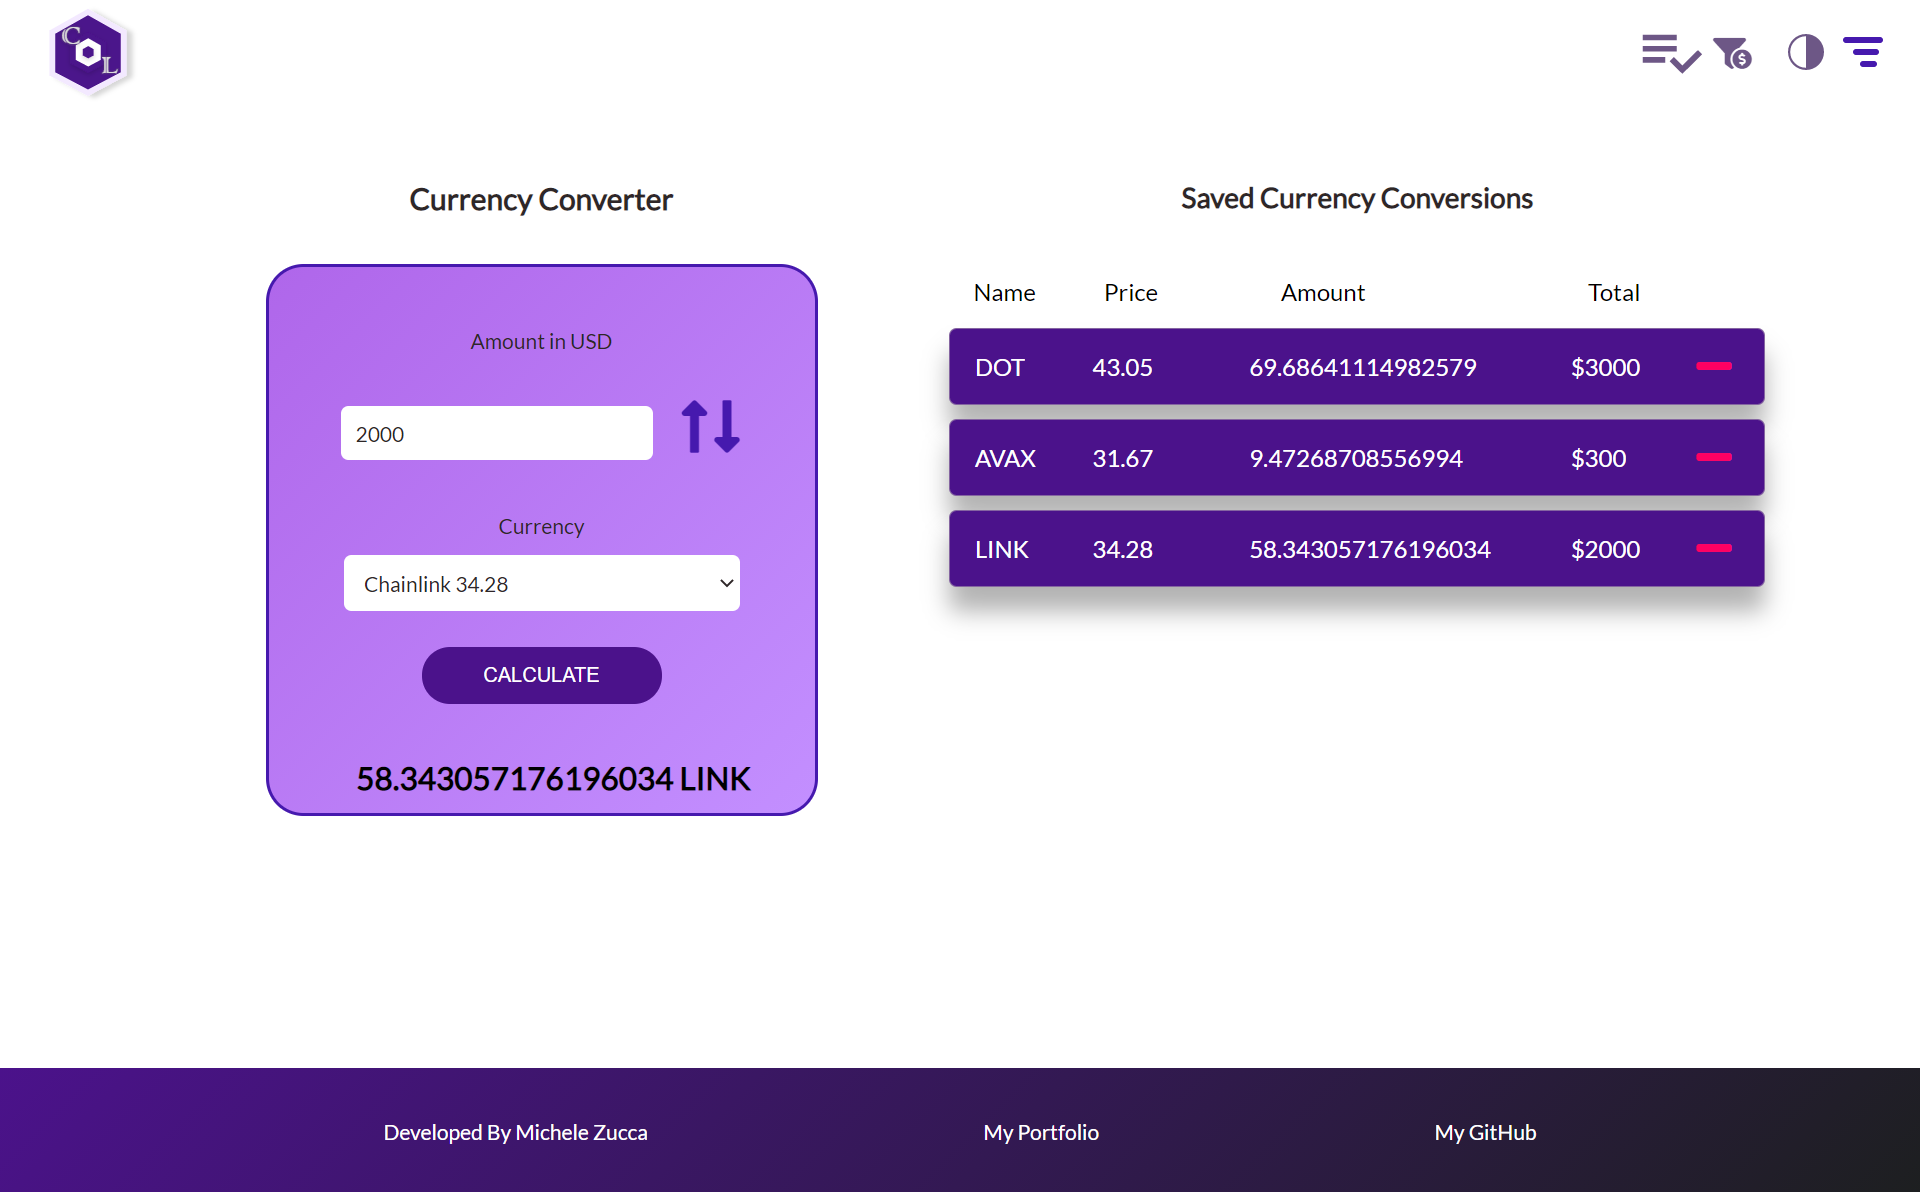 C L
Currency Converter
Amount in USD
2000
Currency
Chainlink 34.28
CALCULATE
58.343057176196034 LINK
Saved Currency Conversions
Name Price Amount Total
DOT 43.05 69.68641114982579 $3000
AVAX 31.67 9.47268708556994 $300
LINK 34.28 58.343057176196034 $2000
Developed By Michele Zucca My Portfolio My GitHub